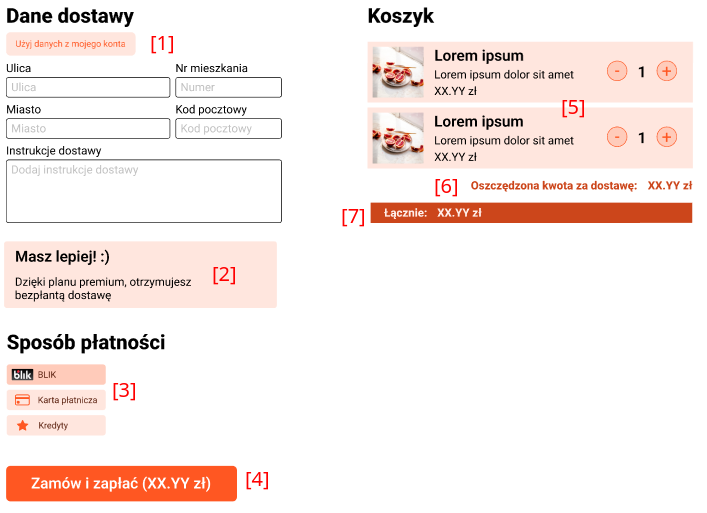 Dane dostawy
Użyj danych z mojego konta
[1]
Ulica
Nr mieszkania
Ulica
Numer
Miasto
Kod pocztowy
Miasto
Kod pocztowy
Instrukcje dostawy
Dodaj instrukcje dostawy
Masz lepiej! :)
Dzięki planu premium, otrzymujesz
bezpłantą dostawę
[2]
Sposób płatności
blik BLIK
Karta płatnicza
Kredyty
[3]
Zamów i zapłać (XX.YY zł)
[4]
Koszyk
Lorem ipsum
Lorem ipsum dolor sit amet
XX.YY zł
- 1 +
[5]
Lorem ipsum
Lorem ipsum dolor sit amet
XX.YY zł
- 1 +
[6]
Oszczędzona kwota za dostawę: XX.YY zł
[7]
Łącznie: XX.YY zł